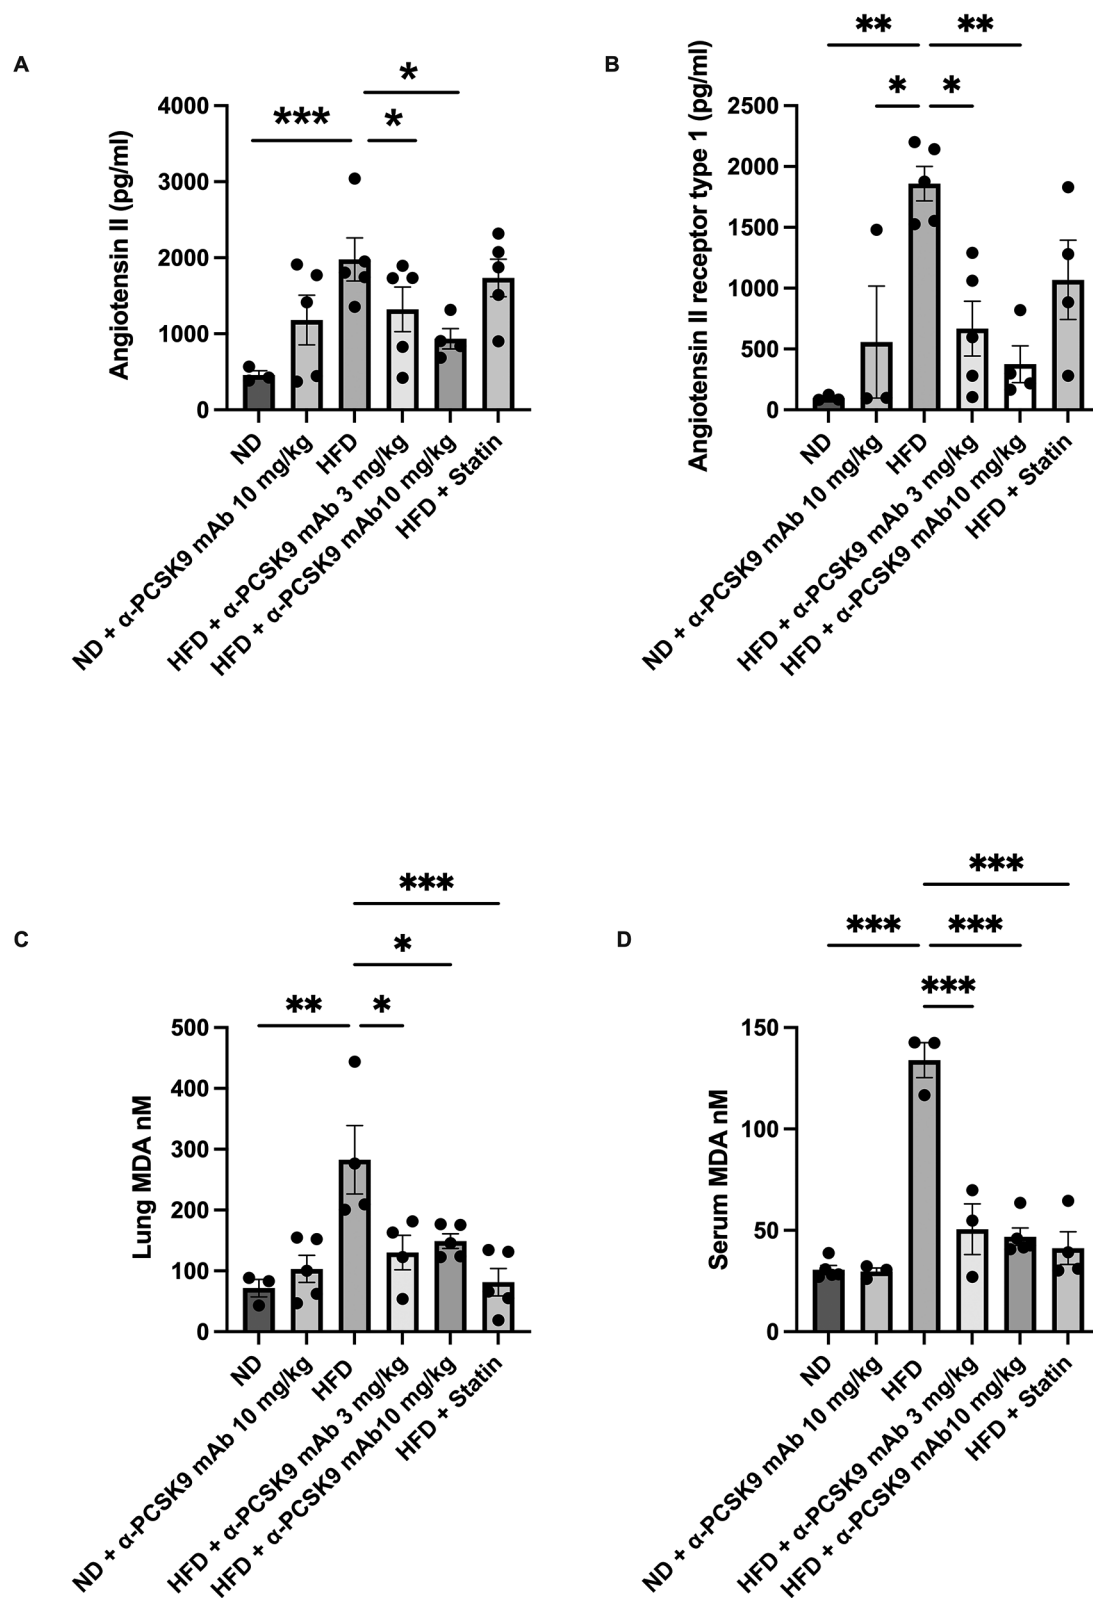 A
Angiotensin II (pg/ml)
4000
3000
2000
1000
0
***
*
*
ND
ND + α-PCSK9 mAb 10 mg/kg
HFD
HFD + α-PCSK9 mAb 3 mg/kg
HFD + α-PCSK9 mAb10 mg/kg
HFD + Statin
B
Angiotensin II receptor type 1 (pg/ml)
2500
2000
1500
1000
500
0
**
**
*
*
ND
ND + α-PCSK9 mAb 10 mg/kg
HFD
HFD + α-PCSK9 mAb 3 mg/kg
HFD + α-PCSK9 mAb10 mg/kg
HFD + Statin
C
Lung MDA nM
500
400
300
200
100
0
***
*
**
*
ND
ND + α-PCSK9 mAb 10 mg/kg
HFD
HFD + α-PCSK9 mAb 3 mg/kg
HFD + α-PCSK9 mAb10 mg/kg
HFD + Statin
D
Serum MDA nM
150
100
50
0
***
***
***
***
ND
ND + α-PCSK9 mAb 10 mg/kg
HFD
HFD + α-PCSK9 mAb 3 mg/kg
HFD + α-PCSK9 mAb10 mg/kg
HFD + Statin